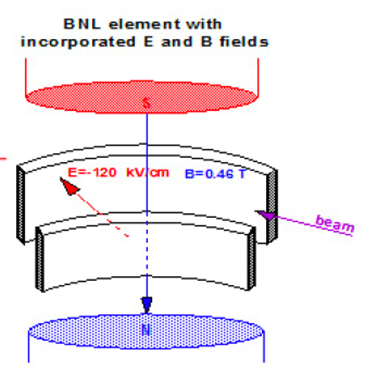 BNL element with
incorporated E and B fields
S
E=-120 kV/cm B=0.46 T
beam
N